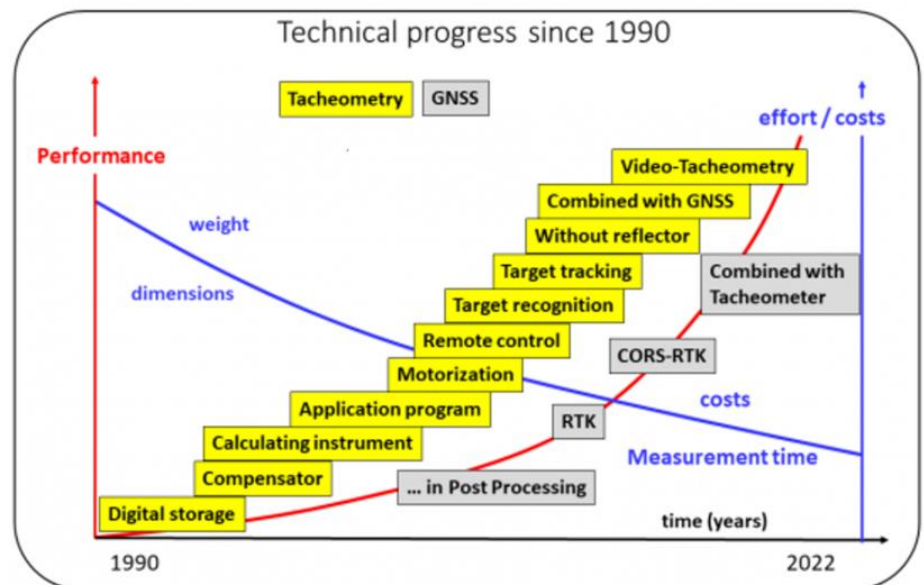 Technical progress since 1990
Tacheometry
GNSS
effort / costs
Performance
Video-Tacheometry
Combined with GNSS
weight
Without reflector
Target tracking
Combined with
Tacheometer
dimensions
Target recognition
Remote control
CORS-RTK
Motorization
costs
Application program
RTK
Calculating instrument
Measurement time
Compensator
... in Post Processing
Digital storage
time (years)
1990
2022